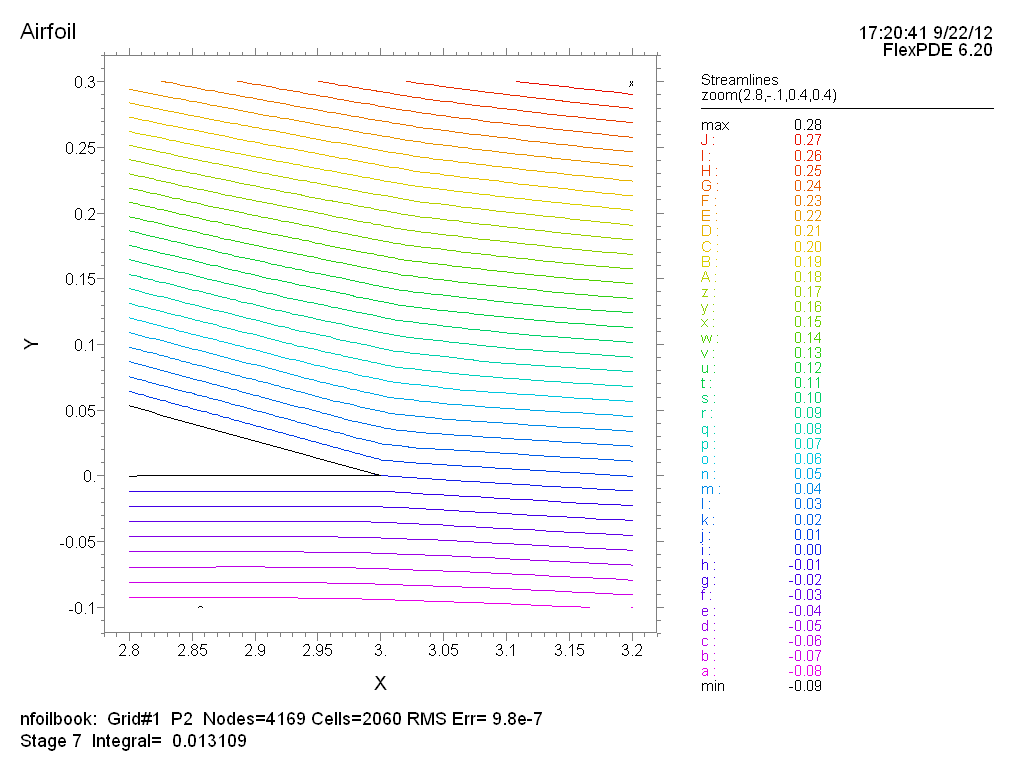 Airfoil
17:20:41 9/22/12
FlexPDE 6.20
Streamlines
zoom(2.8,-.1,0.4,0.4)
max 0.28
J : 0.27
I : 0.26
H : 0.25
G : 0.24
F : 0.23
E : 0.22
D : 0.21
C : 0.20
B : 0.19
A : 0.18
z : 0.17
y : 0.16
x : 0.15
w : 0.14
v : 0.13
u : 0.12
t : 0.11
s : 0.10
r : 0.09
q : 0.08
p : 0.07
o : 0.06
n : 0.05
m : 0.04
l : 0.03
k : 0.02
j : 0.01
i : 0.00
h : -0.01
g : -0.02
f : -0.03
e : -0.04
d : -0.05
c : -0.06
b : -0.07
a : -0.08
min -0.09
0.3
0.25
0.2
0.15
0.1
0.05
0.
-0.05
-0.1
Y
x
2.8 2.85 2.9 2.95 3. 3.05 3.1 3.15 3.2
X
nfoilbook: Grid#1 P2 Nodes=4169 Cells=2060 RMS Err= 9.8e-7
Stage 7 Integral= 0.013109